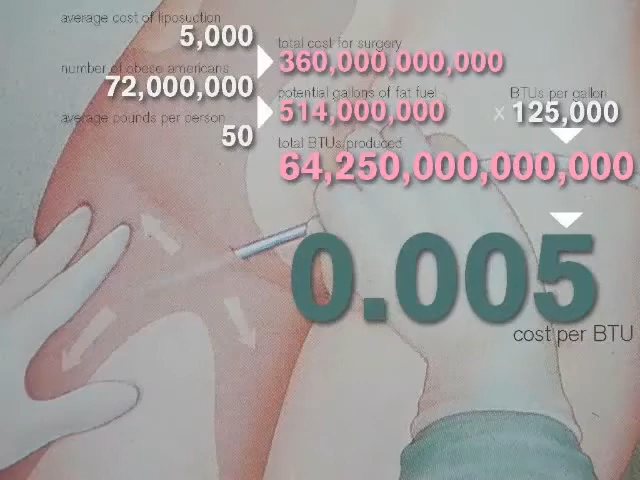 average cost of liposuction
5,000
number of obese americans
72,000,000
average pounds per person
50
total cost for surgery
360,000,000,000
potential gallons of fat fuel
514,000,000
BTUs per gallon
x 125,000
total BTUs produced
64,250,000,000,000
0.005
cost per BTU